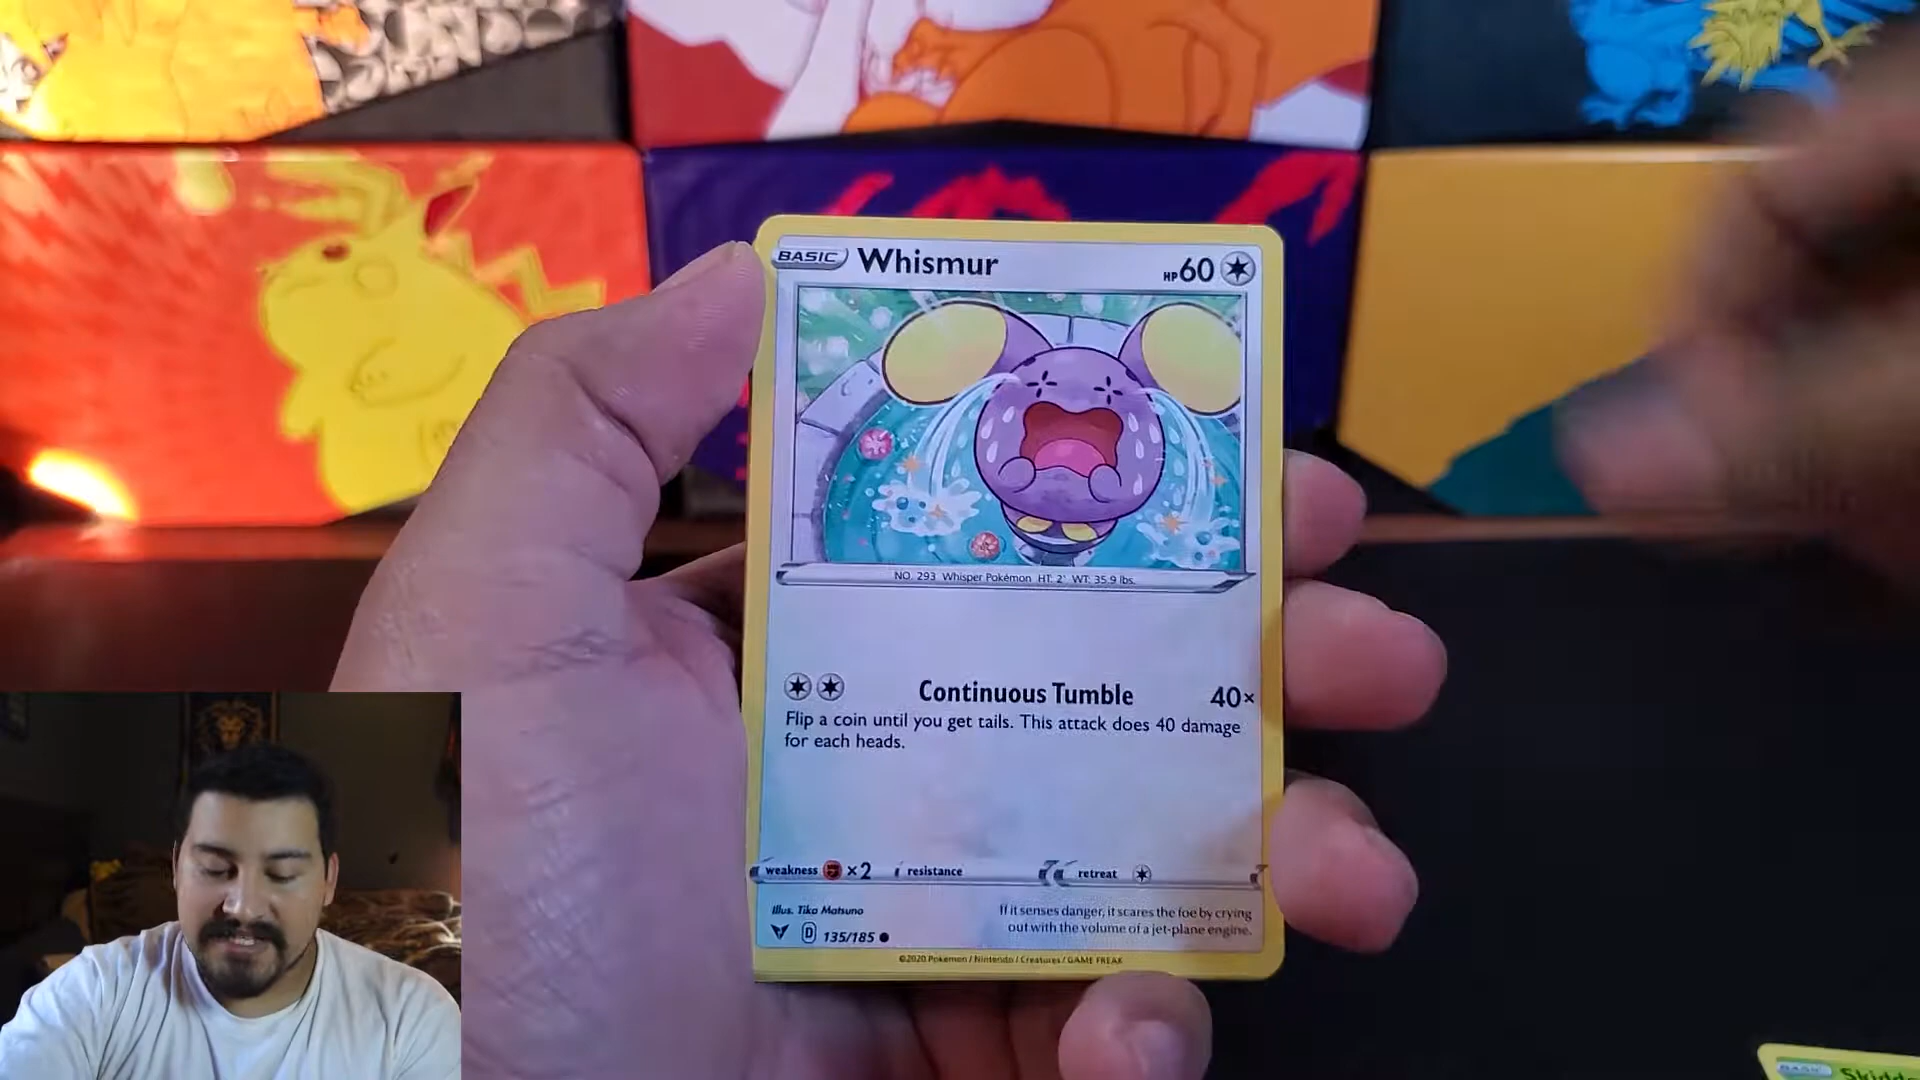 BASIC Whismur HP60
NO. 293 Whisper Pokémon HT: 2' WT: 35.9 lbs.
Continuous Tumble 40×
Flip a coin until you get tails. This attack does 40 damage
for each heads.
weakness ×2 resistance retreat
Illus. Tika Matsuno
If it senses danger, it scares the foe by crying
out with the volume of a jet-plane engine.
D 135/185
©2020 Pokémon / Nintendo / Creatures / GAME FREAK
BASIC